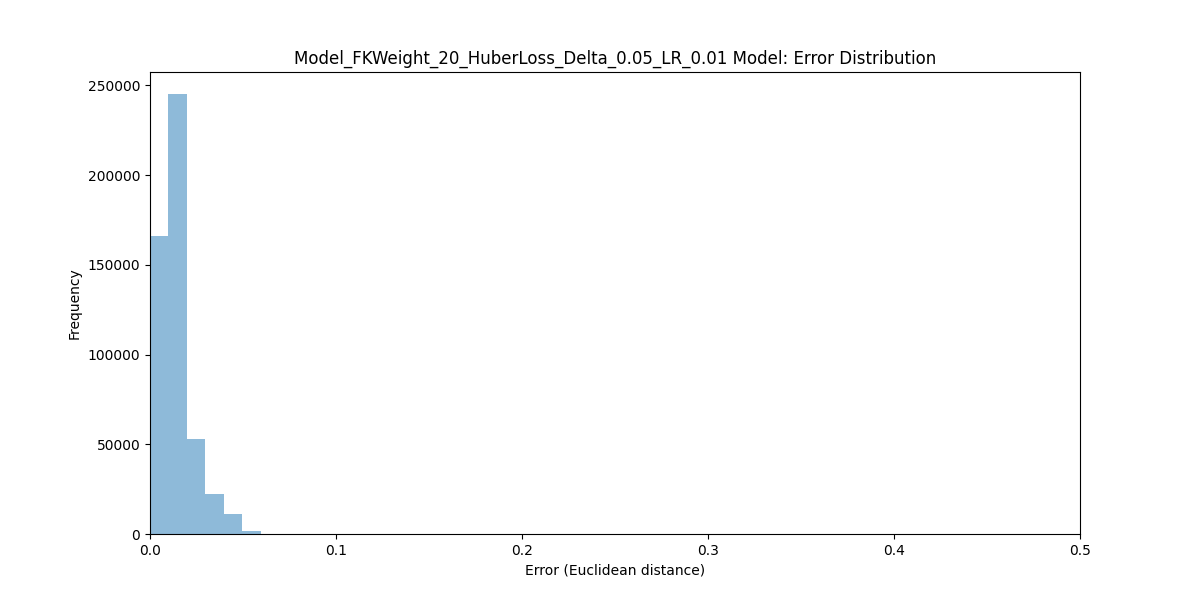 Model_FKWeight_20_HuberLoss_Delta_0.05_LR_0.01 Model: Error Distribution
250000
200000
150000
100000
50000
0
Frequency
0.0 0.1 0.2 0.3 0.4 0.5
Error (Euclidean distance)